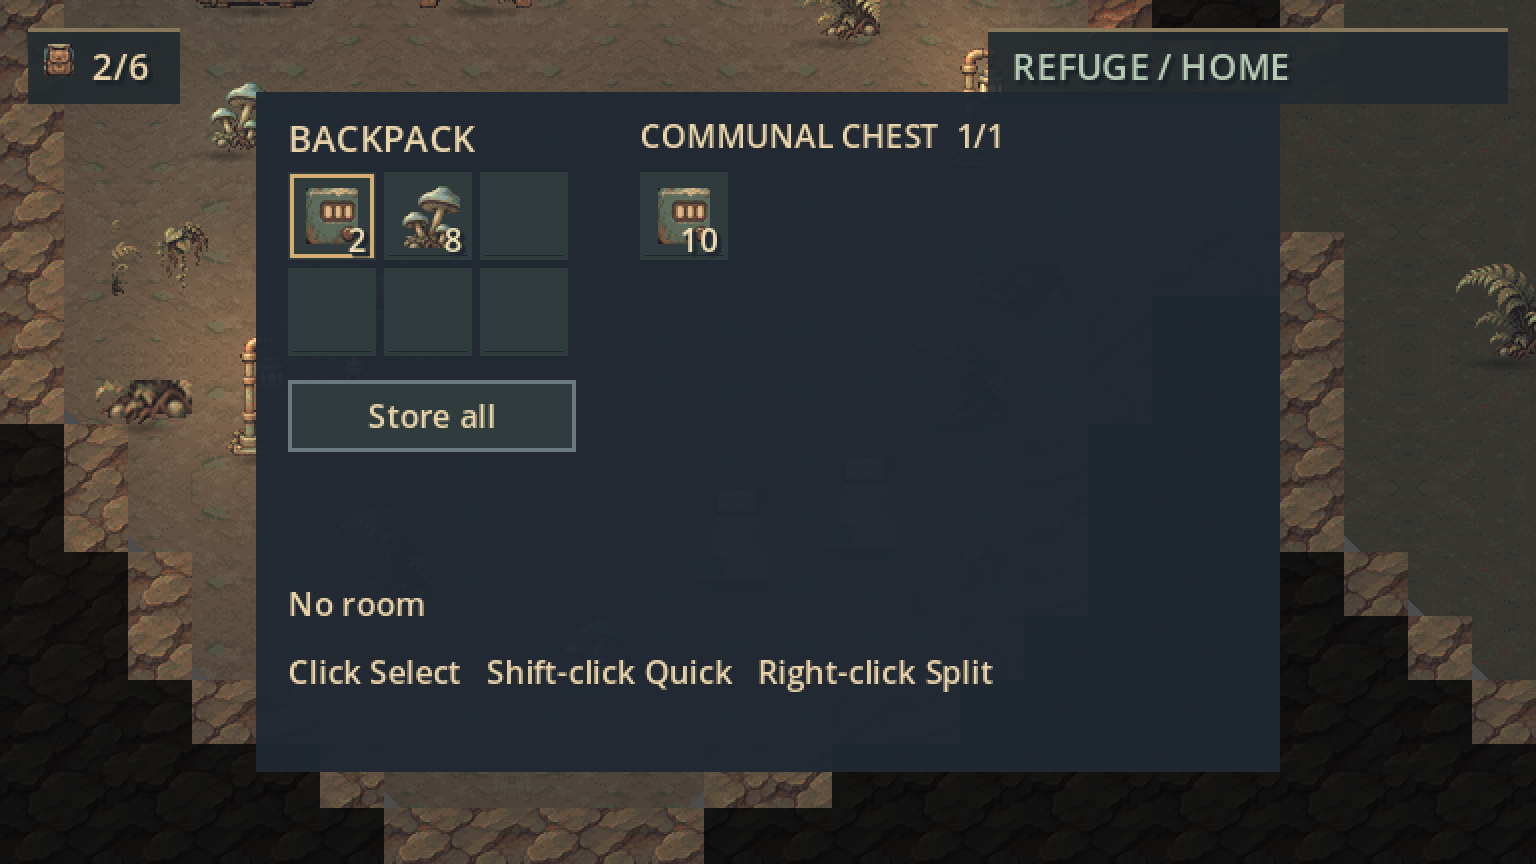 2/6
REFUGE / HOME
BACKPACK
COMMUNAL CHEST 1/1
2
8
10
Store all
No room
Click Select Shift-click Quick Right-click Split